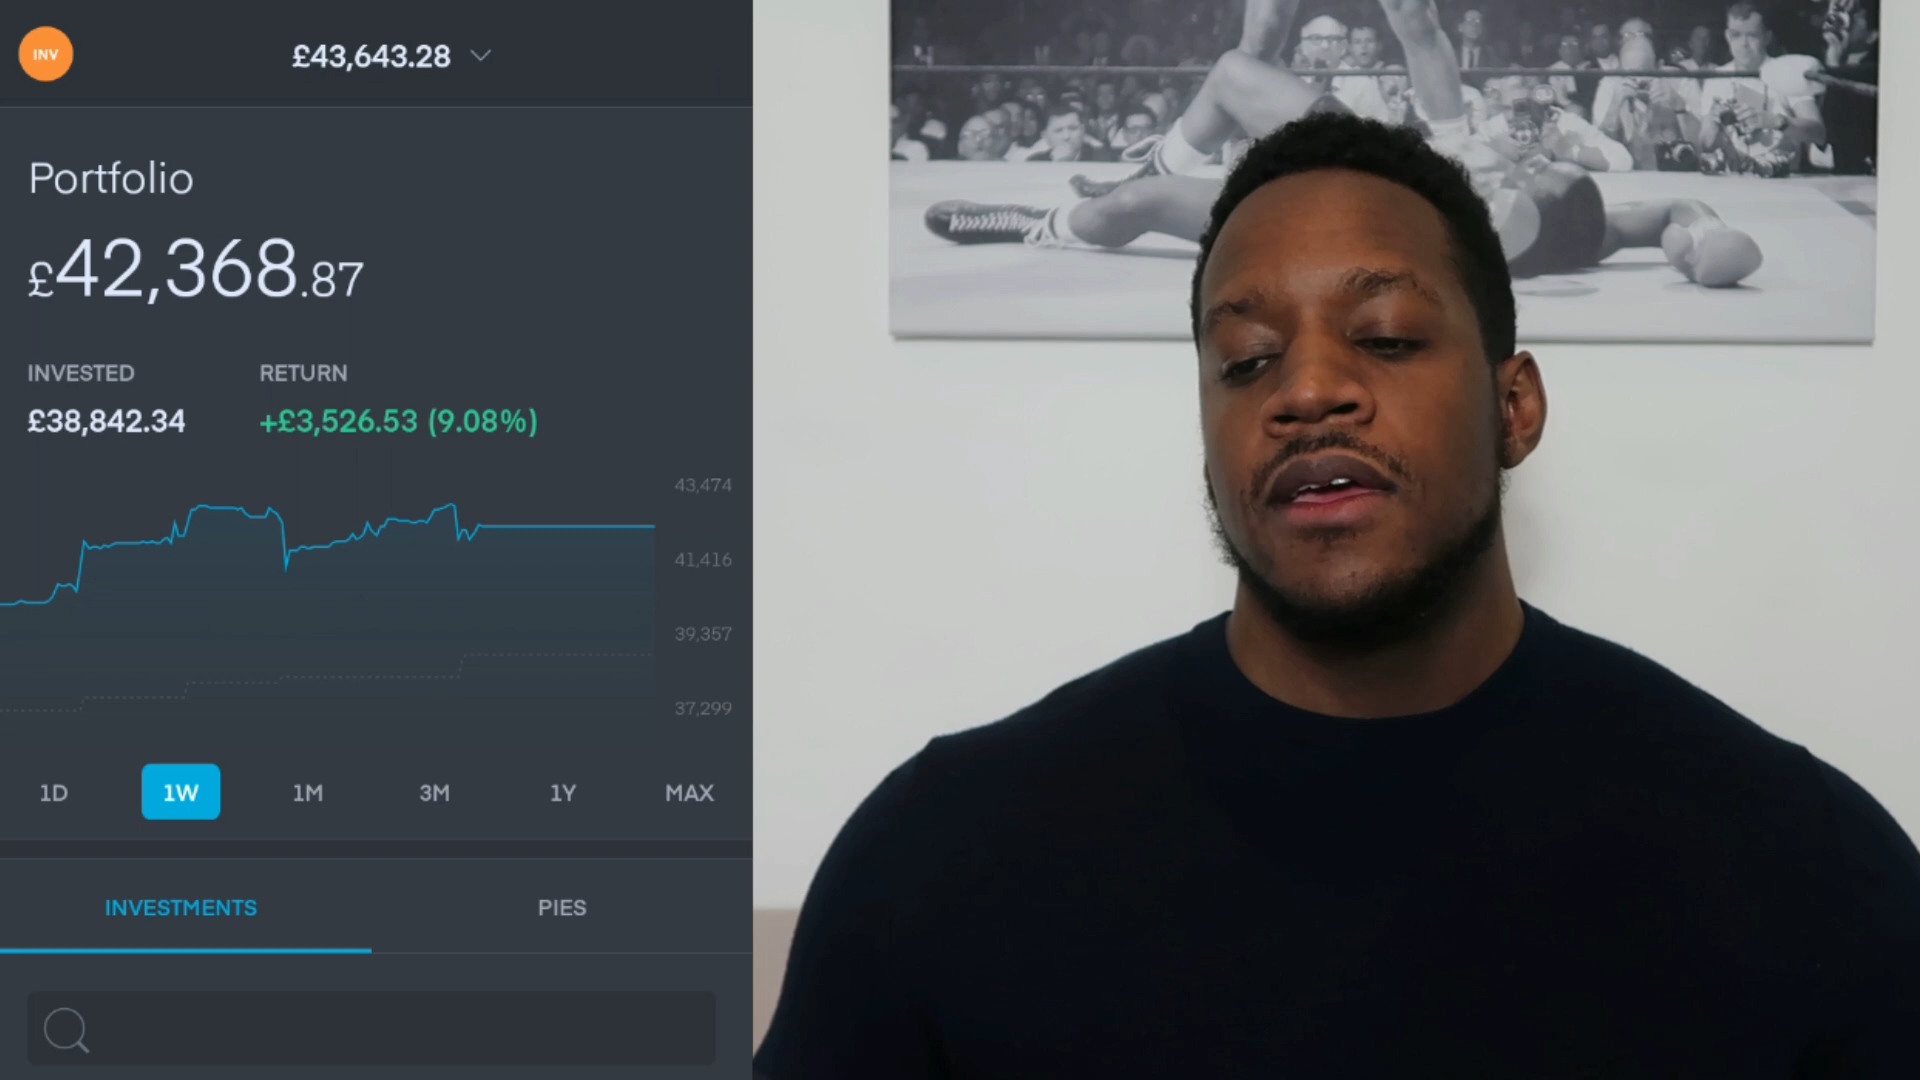 INV
£43,643.28
Portfolio
£42,368.87
INVESTED RETURN
£38,842.34 +£3,526.53 (9.08%)
43,474
41,416
39,357
37,299
1D 1W 1M 3M 1Y MAX
INVESTMENTS PIES